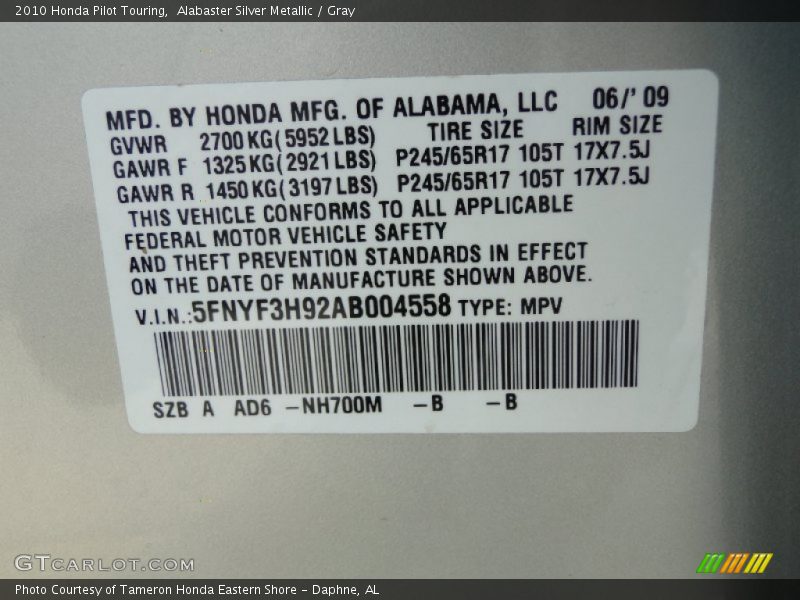 2010 Honda Pilot Touring,  Alabaster Silver Metallic / Gray
MFD. BY HONDA MFG. OF ALABAMA, LLC 06/'09
GVWR 2700 KG (5952 LBS) TIRE SIZE RIM SIZE
GAWR F 1325 KG (2921 LBS) P245/65R17 105T 17X7.5J
GAWR R 1450 KG (3197 LBS) P245/65R17 105T 17X7.5J
THIS VEHICLE CONFORMS TO ALL APPLICABLE
FEDERAL MOTOR VEHICLE SAFETY
AND THEFT PREVENTION STANDARDS IN EFFECT
ON THE DATE OF MANUFACTURE SHOWN ABOVE.
V.I.N.:5FNYF3H92AB004558 TYPE: MPV
SZB A AD6 –NH700M –B –B
GTCARLOT.COM
Photo Courtesy of Tameron Honda Eastern Shore – Daphne, AL